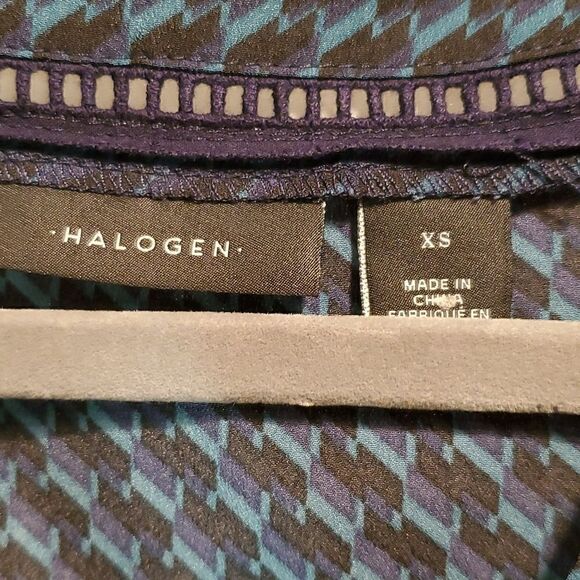 ·HALOGEN·
XS
MADE IN
CHINA
FABRIQUE EN